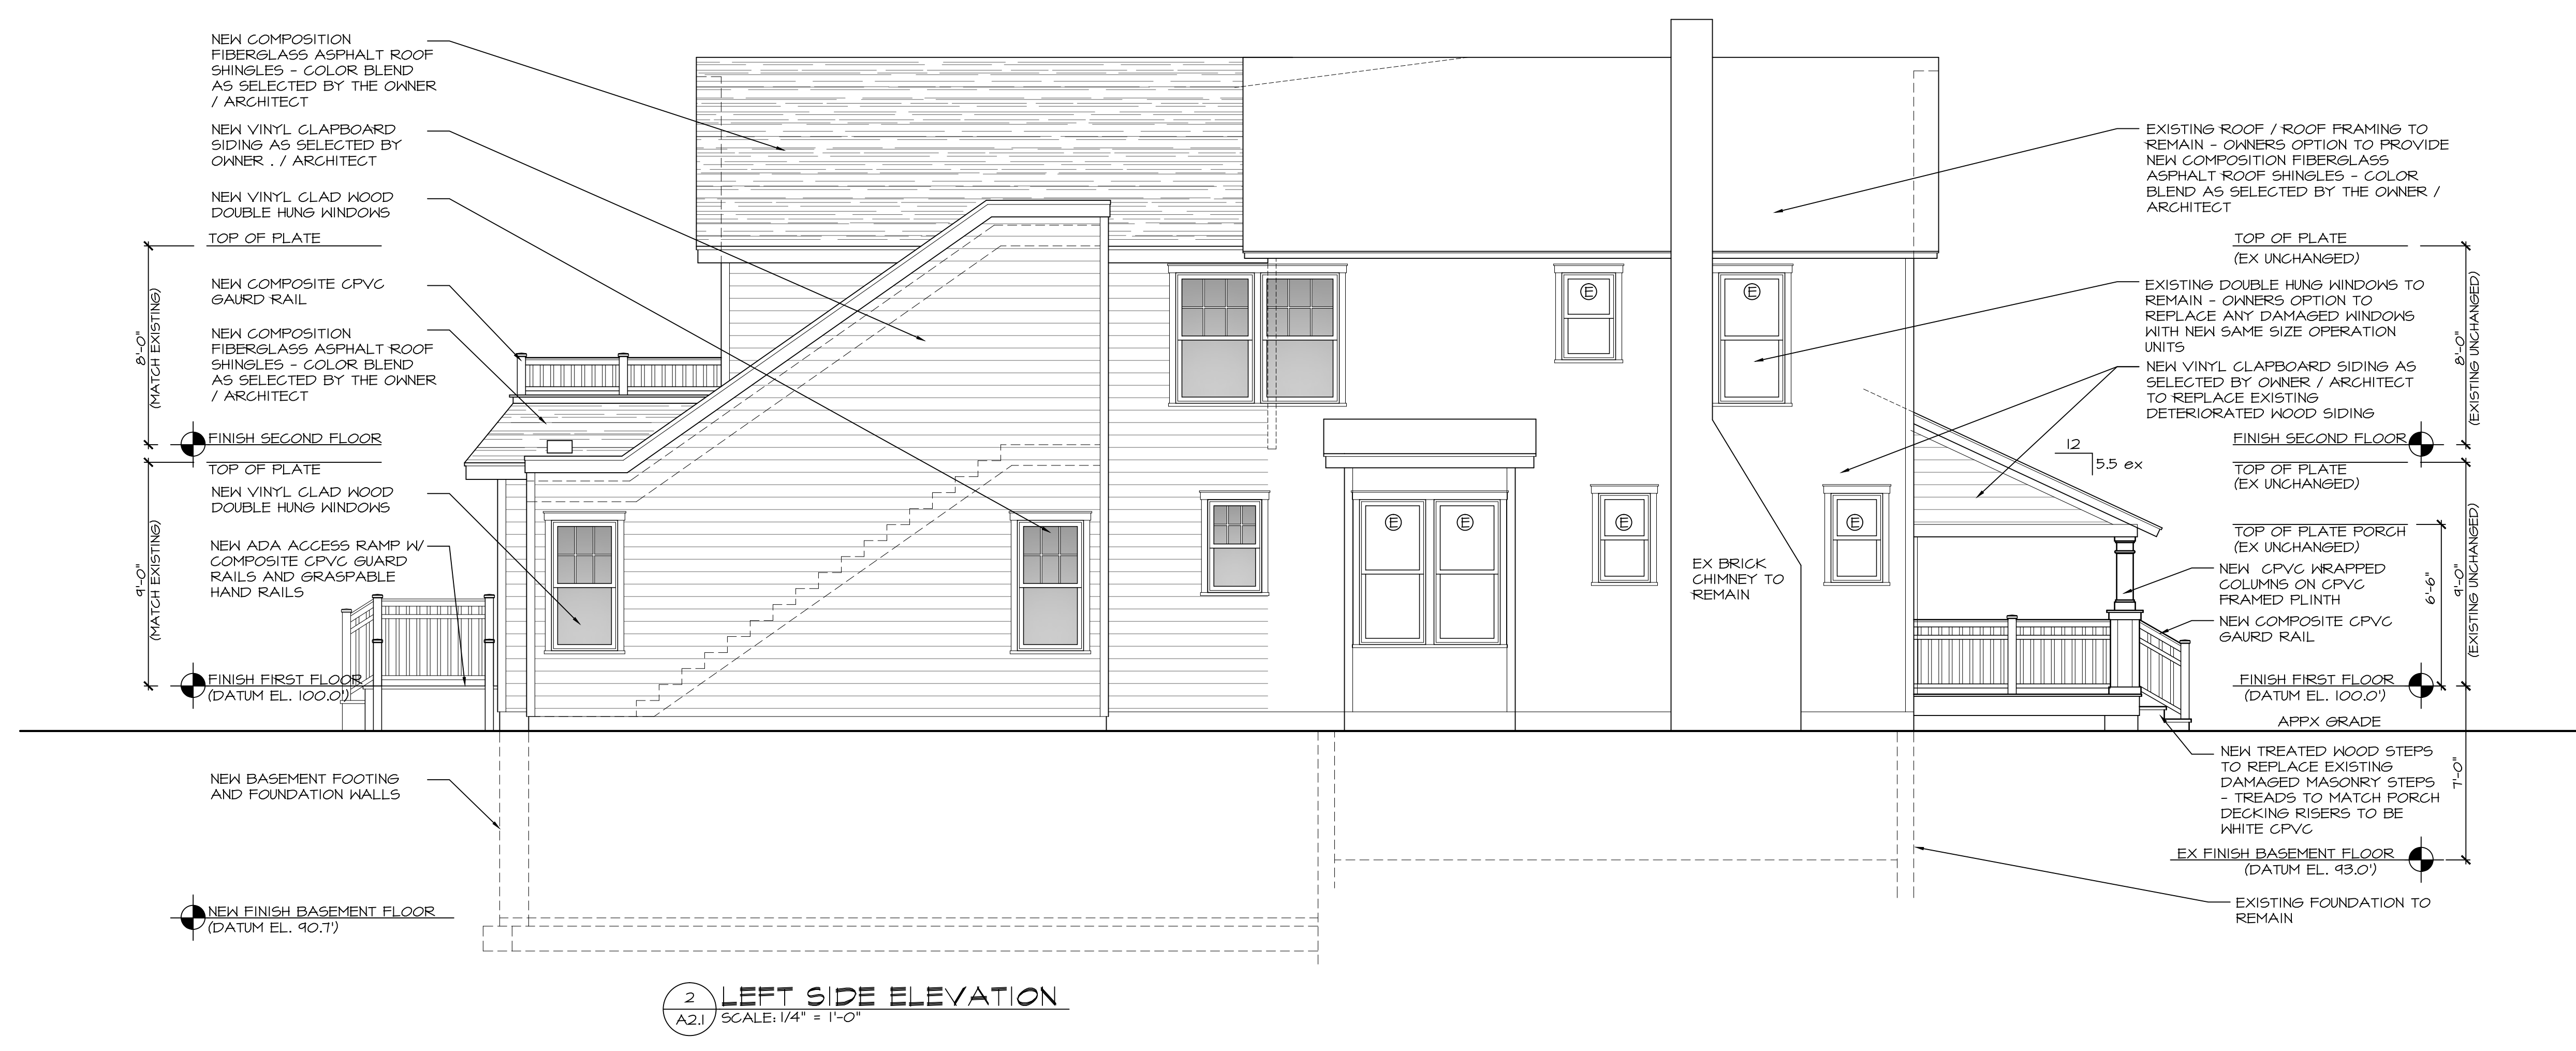 NEW COMPOSITION
FIBERGLASS ASPHALT ROOF
SHINGLES - COLOR BLEND
AS SELECTED BY THE OWNER
/ ARCHITECT
NEW VINYL CLAPBOARD
SIDING AS SELECTED BY
OWNER . / ARCHITECT
NEW VINYL CLAD WOOD
DOUBLE HUNG WINDOWS
TOP OF PLATE
8'-0"
(MATCH EXISTING)
NEW COMPOSITE CPVC
GAURD RAIL
NEW COMPOSITION
FIBERGLASS ASPHALT ROOF
SHINGLES - COLOR BLEND
AS SELECTED BY THE OWNER
/ ARCHITECT
FINISH SECOND FLOOR
TOP OF PLATE
9'-0"
(MATCH EXISTING)
NEW VINYL CLAD WOOD
DOUBLE HUNG WINDOWS
NEW ADA ACCESS RAMP W/
COMPOSITE CPVC GUARD
RAILS AND GRASPABLE
HAND RAILS
FINISH FIRST FLOOR
(DATUM EL. 100.0')
NEW BASEMENT FOOTING
AND FOUNDATION WALLS
NEW FINISH BASEMENT FLOOR
(DATUM EL. 90.7')
E
E
E
E
E
E
EX BRICK
CHIMNEY TO
REMAIN
12
5.5 ex
EXISTING ROOF / ROOF FRAMING TO
REMAIN - OWNERS OPTION TO PROVIDE
NEW COMPOSITION FIBERGLASS
ASPHALT ROOF SHINGLES - COLOR
BLEND AS SELECTED BY THE OWNER /
ARCHITECT
TOP OF PLATE
(EX UNCHANGED)
EXISTING DOUBLE HUNG WINDOWS TO
REMAIN - OWNERS OPTION TO
REPLACE ANY DAMAGED WINDOWS
WITH NEW SAME SIZE OPERATION
UNITS
8'-0"
(EXISTING UNCHANGED)
NEW VINYL CLAPBOARD SIDING AS
SELECTED BY OWNER / ARCHITECT
TO REPLACE EXISTING
DETERIORATED WOOD SIDING
FINISH SECOND FLOOR
TOP OF PLATE
(EX UNCHANGED)
TOP OF PLATE PORCH
(EX UNCHANGED)
NEW CPVC WRAPPED
COLUMNS ON CPVC
FRAMED PLINTH
6'-6"
9'-0"
(EXISTING UNCHANGED)
NEW COMPOSITE CPVC
GAURD RAIL
FINISH FIRST FLOOR
(DATUM EL. 100.0')
APPX GRADE
NEW TREATED WOOD STEPS
TO REPLACE EXISTING
DAMAGED MASONRY STEPS
- TREADS TO MATCH PORCH
DECKING RISERS TO BE
WHITE CPVC
7'-0"
EX FINISH BASEMENT FLOOR
(DATUM EL. 93.0')
EXISTING FOUNDATION TO
REMAIN
2
A2.1
LEFT SIDE ELEVATION
SCALE: 1/4" = 1'-0"